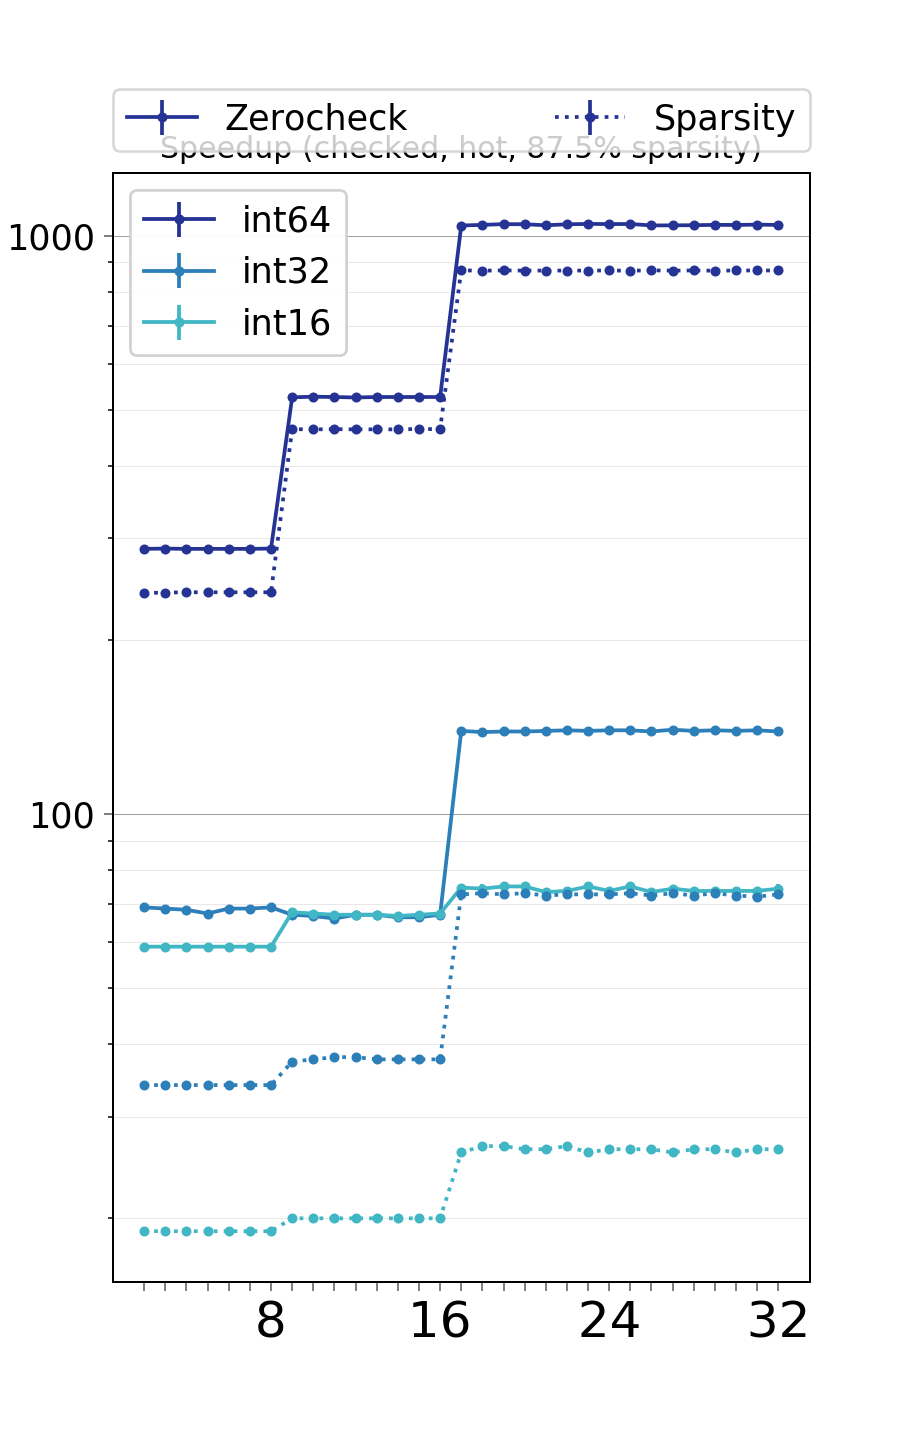 Zerocheck Sparsity
Speedup (checked, hot, 87.5% sparsity)
int64
int32
int16
1000
100
8 16 24 32